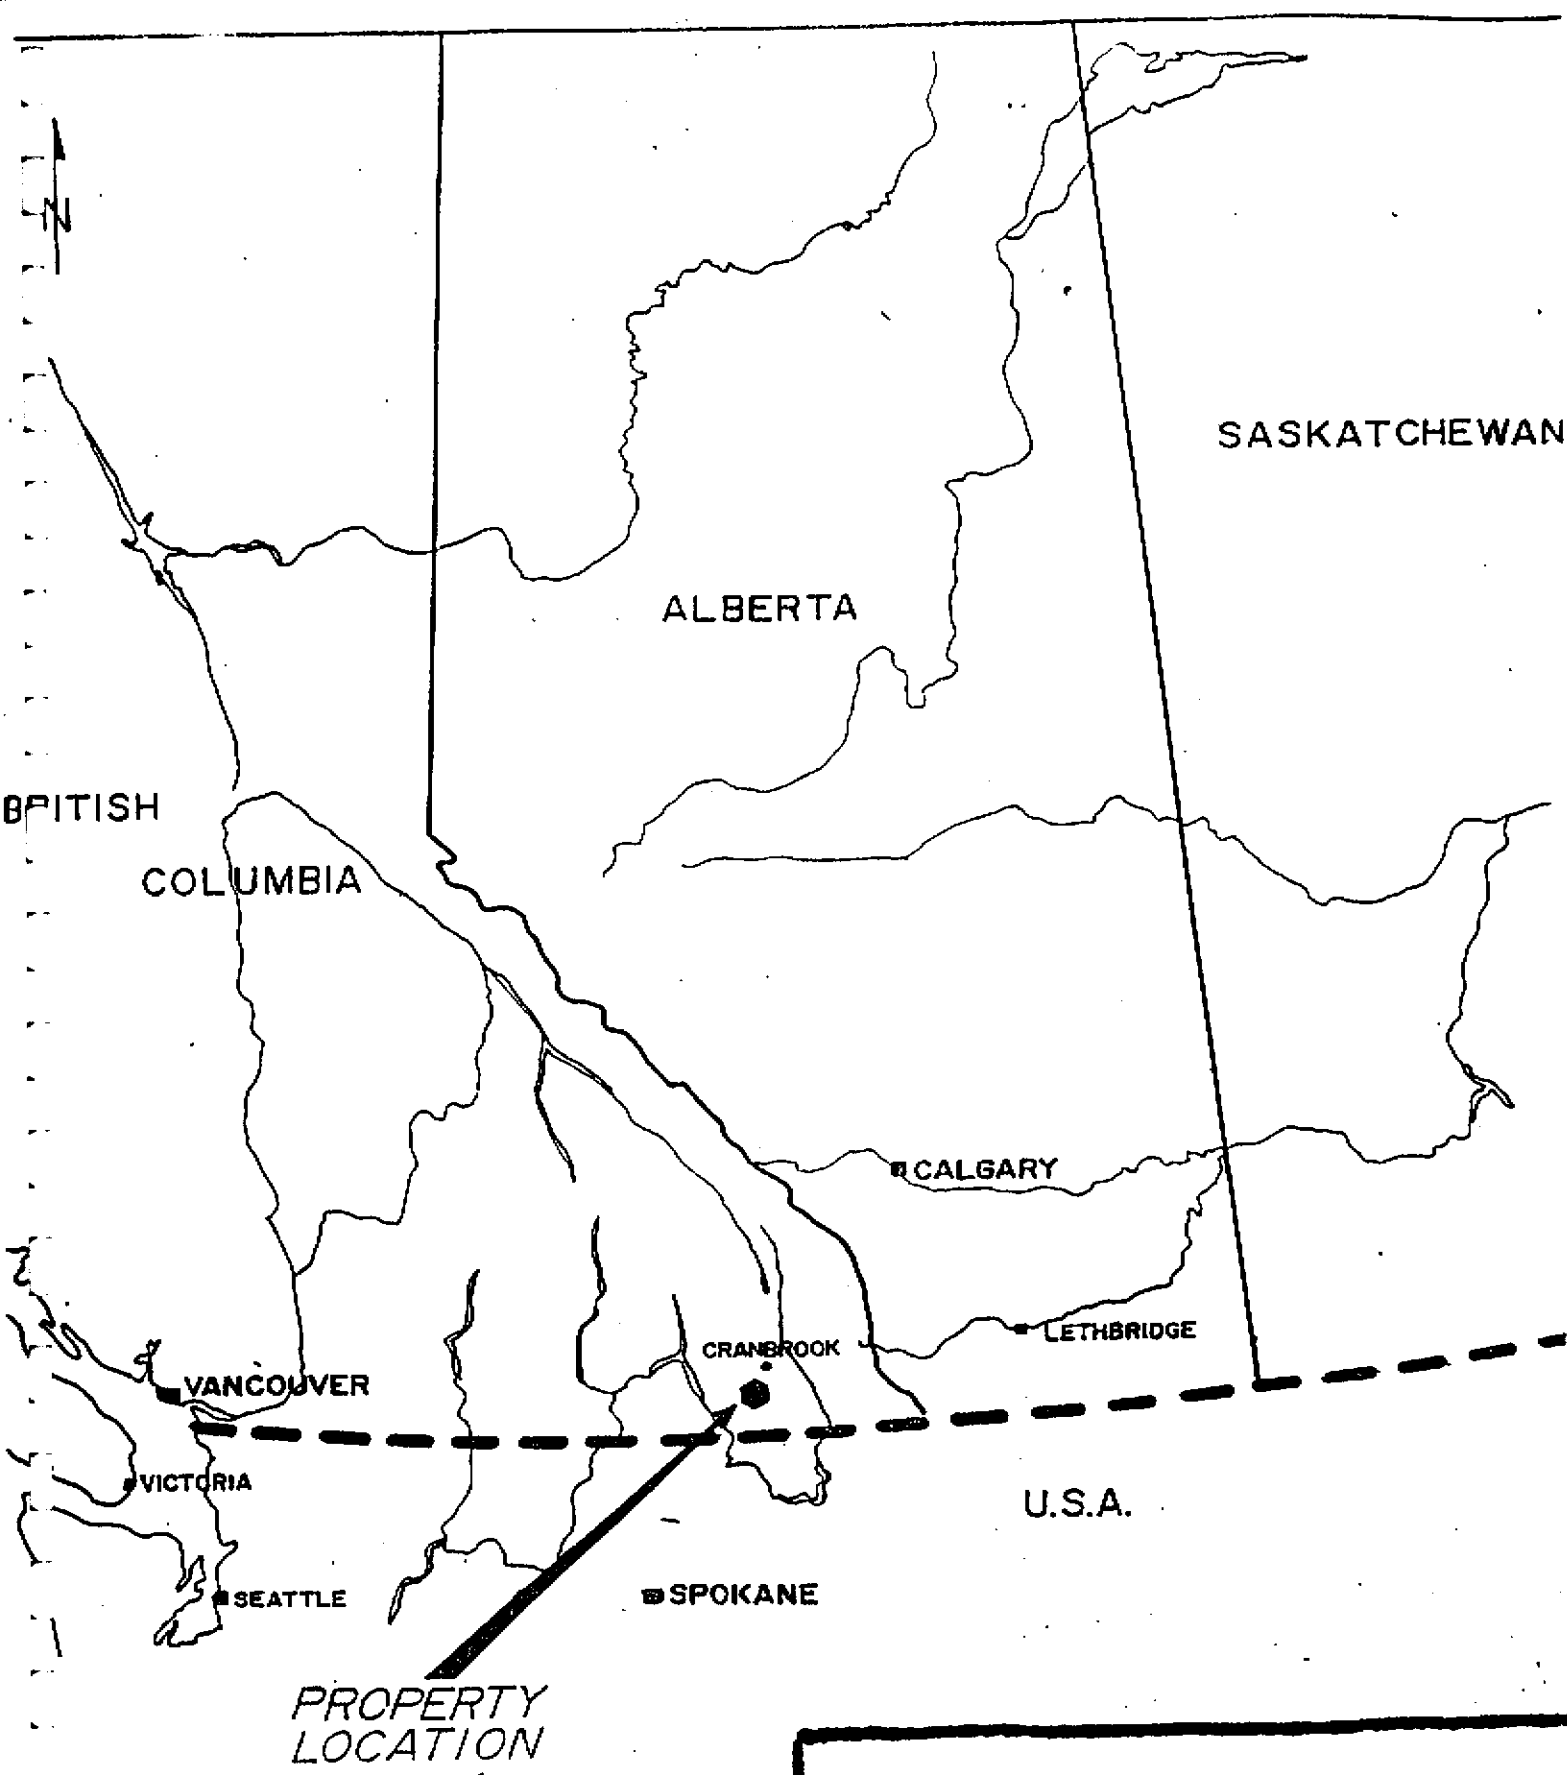 N
SASKATCHEWAN
ALBERTA
BRITISH
COLUMBIA
CALGARY
LETHBRIDGE
CRANBROOK
VANCOUVER
VICTORIA
U.S.A.
SEATTLE
SPOKANE
PROPERTY
LOCATION